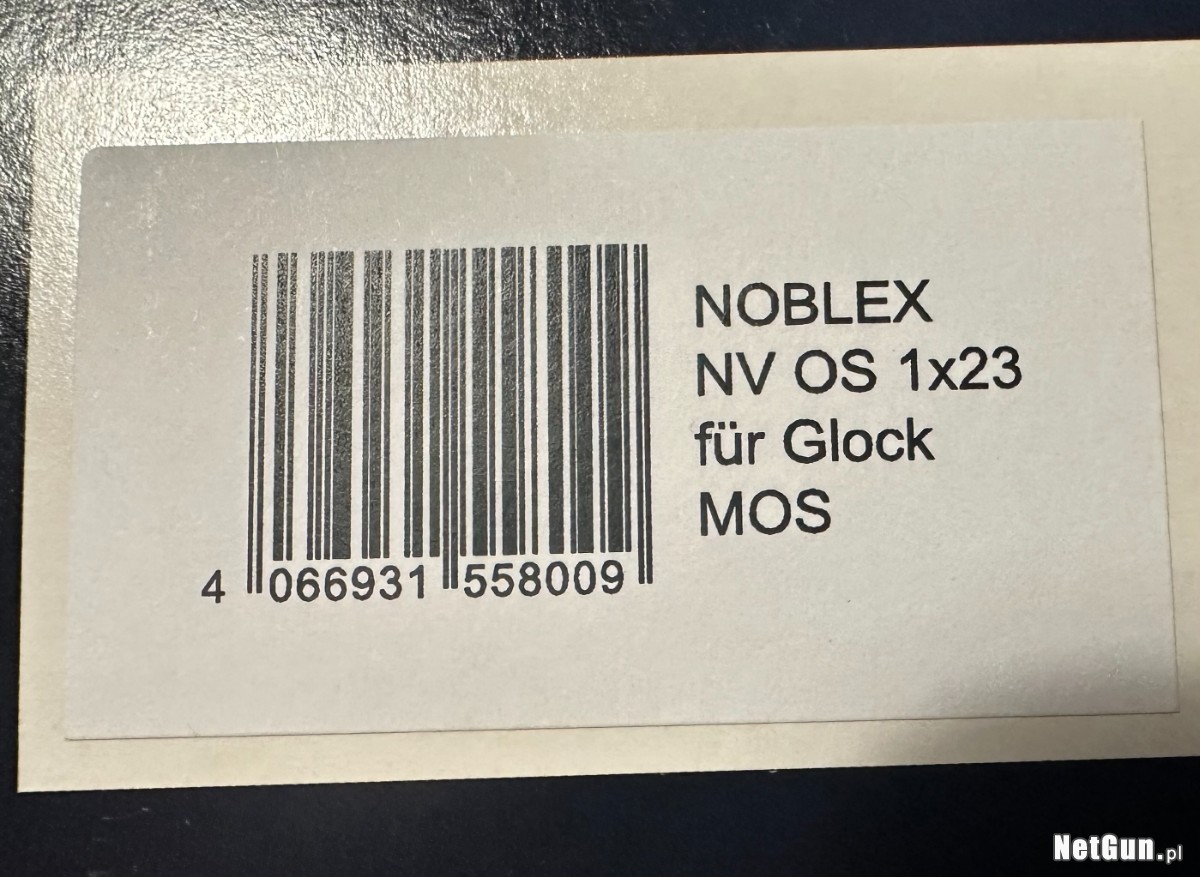 NOBLEX
NV OS 1x23
für Glock
MOS
4 066931 558009
NetGun.pl